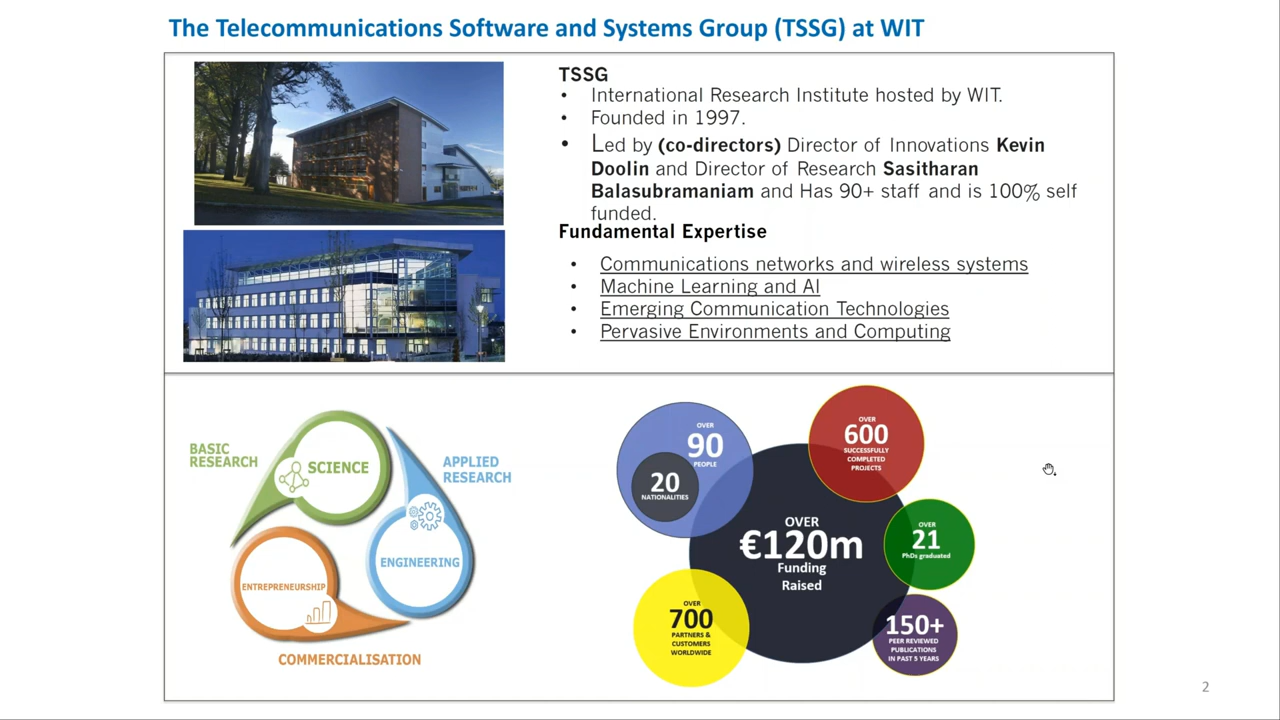 The Telecommunications Software and Systems Group (TSSG) at WIT
TSSG
• International Research Institute hosted by WIT.
• Founded in 1997.
• Led by (co-directors) Director of Innovations Kevin
Doolin and Director of Research Sasitharan
Balasubramaniam and Has 90+ staff and is 100% self
funded.
Fundamental Expertise
• Communications networks and wireless systems
• Machine Learning and AI
• Emerging Communication Technologies
• Pervasive Environments and Computing
BASIC
RESEARCH
SCIENCE
APPLIED
RESEARCH
ENGINEERING
ENTREPRENEURSHIP
COMMERCIALISATION
OVER
90
PEOPLE
20
NATIONALITIES
OVER
600
SUCCESSFULLY
COMPLETED
PROJECTS
OVER
€120m
Funding
Raised
OVER
21
PhDs graduated
OVER
700
PARTNERS &
CUSTOMERS
WORLDWIDE
150+
PEER REVIEWED
PUBLICATIONS
IN PAST 5 YEARS
2